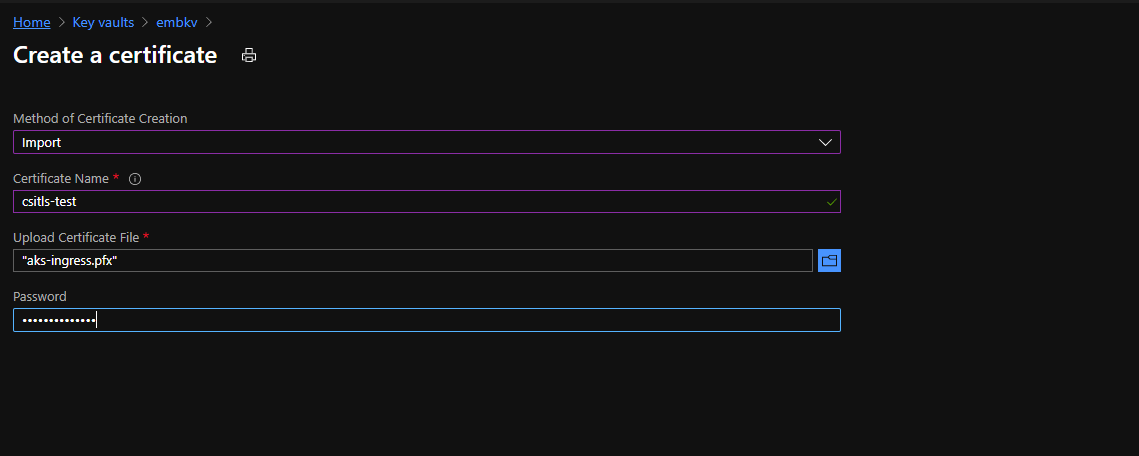 Home > Key vaults > embkv >
Create a certificate
Method of Certificate Creation
Import
Certificate Name *
csitls-test
Upload Certificate File *
"aks-ingress.pfx"
Password
••••••••••••••